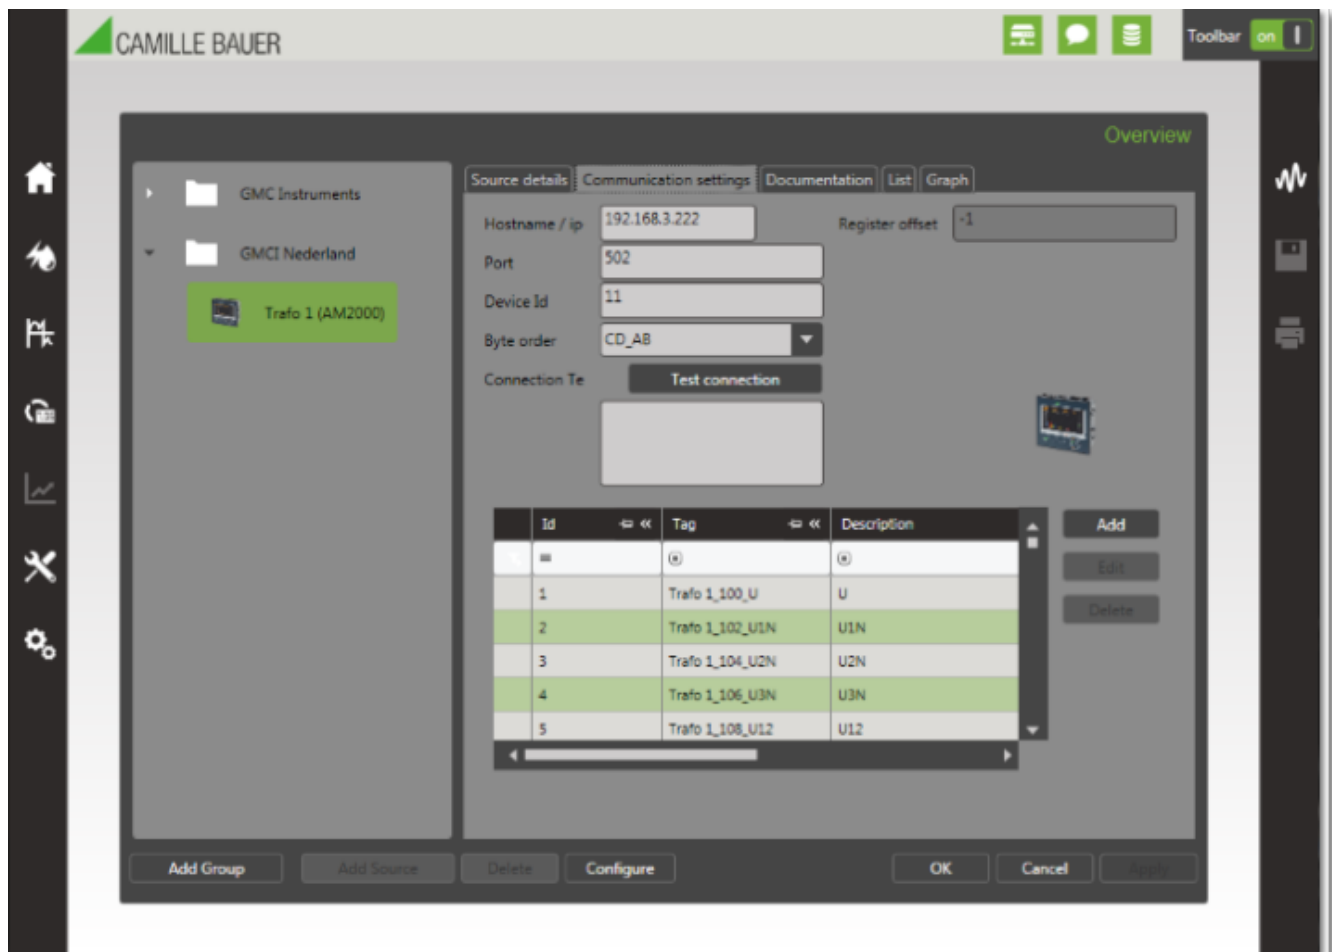 CAMILLE BAUER
Toolbar on
Overview
GMC Instruments
GMCI Nederland
Trafo 1 (AM2000)
Source details Communication settings Documentation List Graph
Hostname / ip 192.168.3.222 Register offset -1
Port 502
Device Id 11
Byte order CD_AB
Connection Te Test connection
Id Tag Description
1 Trafo 1_100_U U
2 Trafo 1_102_U1N U1N
3 Trafo 1_104_U2N U2N
4 Trafo 1_106_U3N U3N
5 Trafo 1_108_U12 U12
Add
Edit
Delete
Add Group Add Source Delete Configure OK Cancel Apply